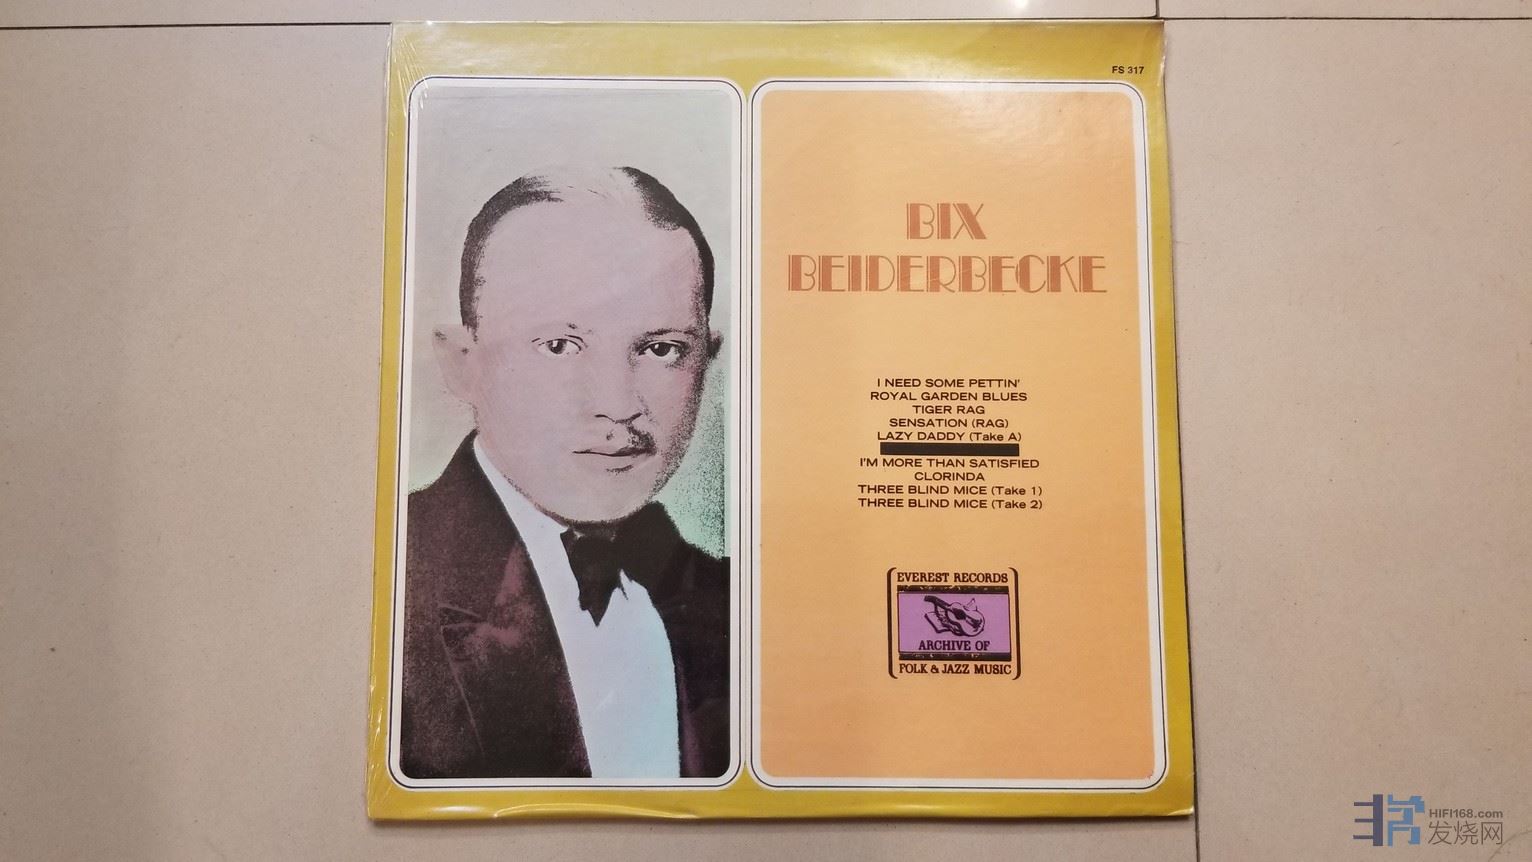 FS 317
BIX
BEIDERBECKE
I NEED SOME PETTIN'
ROYAL GARDEN BLUES
TIGER RAG
SENSATION (RAG)
LAZY DADDY (Take A)
I'M MORE THAN SATISFIED
CLORINDA
THREE BLIND MICE (Take 1)
THREE BLIND MICE (Take 2)
EVEREST RECORDS
ARCHIVE OF
FOLK & JAZZ MUSIC
HIFI168.com
发烧网